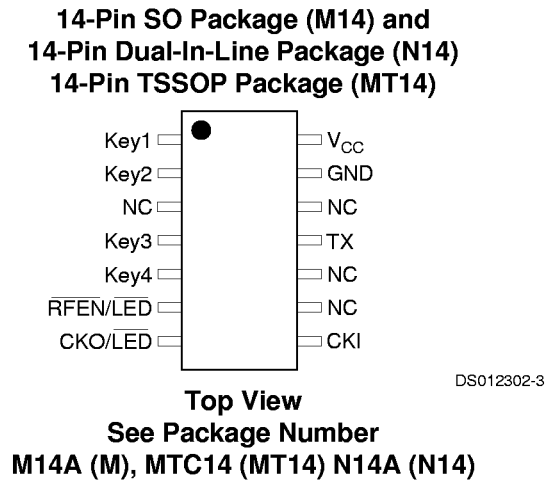 14-Pin SO Package (M14) and
14-Pin Dual-In-Line Package (N14)
14-Pin TSSOP Package (MT14)
Key1
VCC
Key2
GND
NC
NC
Key3
TX
Key4
NC
RFEN/LED
NC
CKO/LED
CKI
DS012302-3
Top View
See Package Number
M14A (M), MTC14 (MT14) N14A (N14)